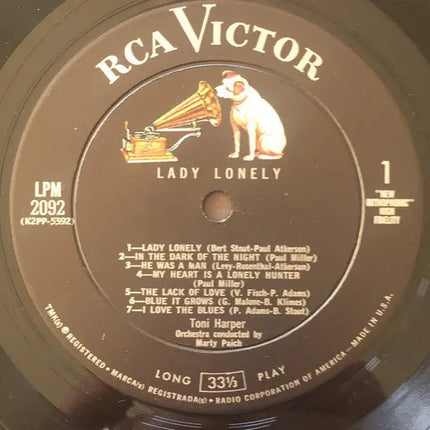 RCA VICTOR
LADY LONELY
LPM
2092
(K2PP-5392)
1
"NEW
ORTHOPHONIC"
HIGH
FIDELITY
1—LADY LONELY (Bert Stout-Paul Atkerson)
2—IN THE DARK OF THE NIGHT (Paul Miller)
3—HE WAS A MAN (Levy-Rosenthal-Atkerson)
4—MY HEART IS A LONELY HUNTER
(Paul Miller)
5—THE LACK OF LOVE (V. Fisch-P. Adams)
6—BLUE IT GROWS (G. Malone-B. Klimes)
7—I LOVE THE BLUES (P. Adams-B. Stout)
Toni Harper
Orchestra conducted by
Marty Paich
LONG 33⅓ PLAY
TMK(s) ® REGISTERED • MARCA(s) REGISTRADA(s) • RADIO CORPORATION OF AMERICA—MADE IN U.S.A.